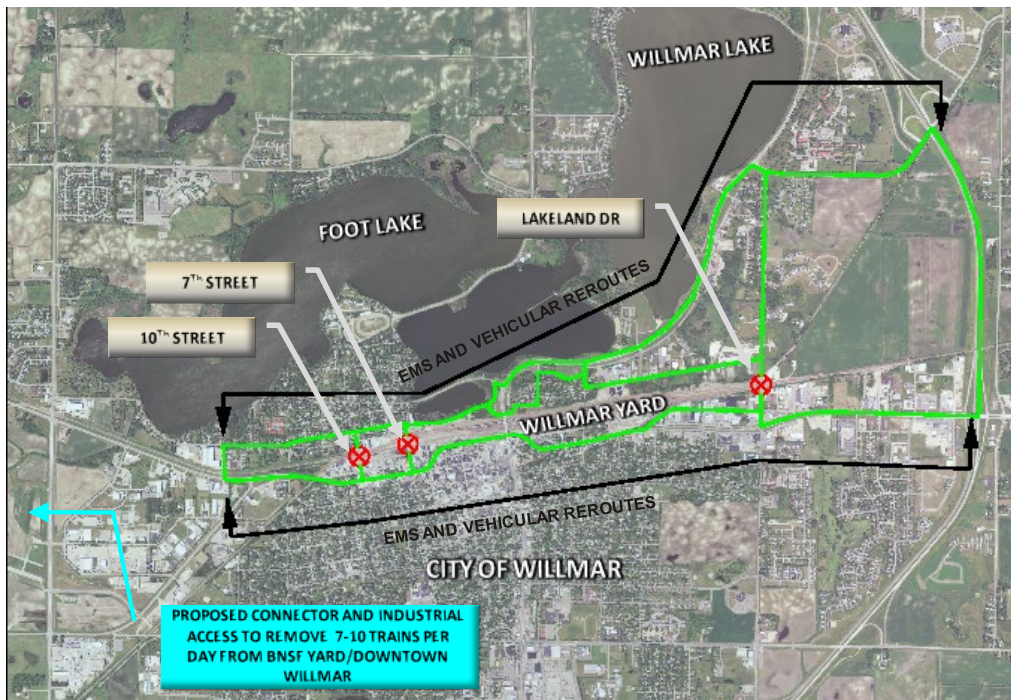 WILLMAR LAKE
FOOT LAKE
LAKELAND DR
7TH STREET
10TH STREET
EMS AND VEHICULAR REROUTES
WILLMAR YARD
EMS AND VEHICULAR REROUTES
CITY OF WILLMAR
PROPOSED CONNECTOR AND INDUSTRIAL
ACCESS TO REMOVE 7-10 TRAINS PER
DAY FROM BNSF YARD/DOWNTOWN
WILLMAR